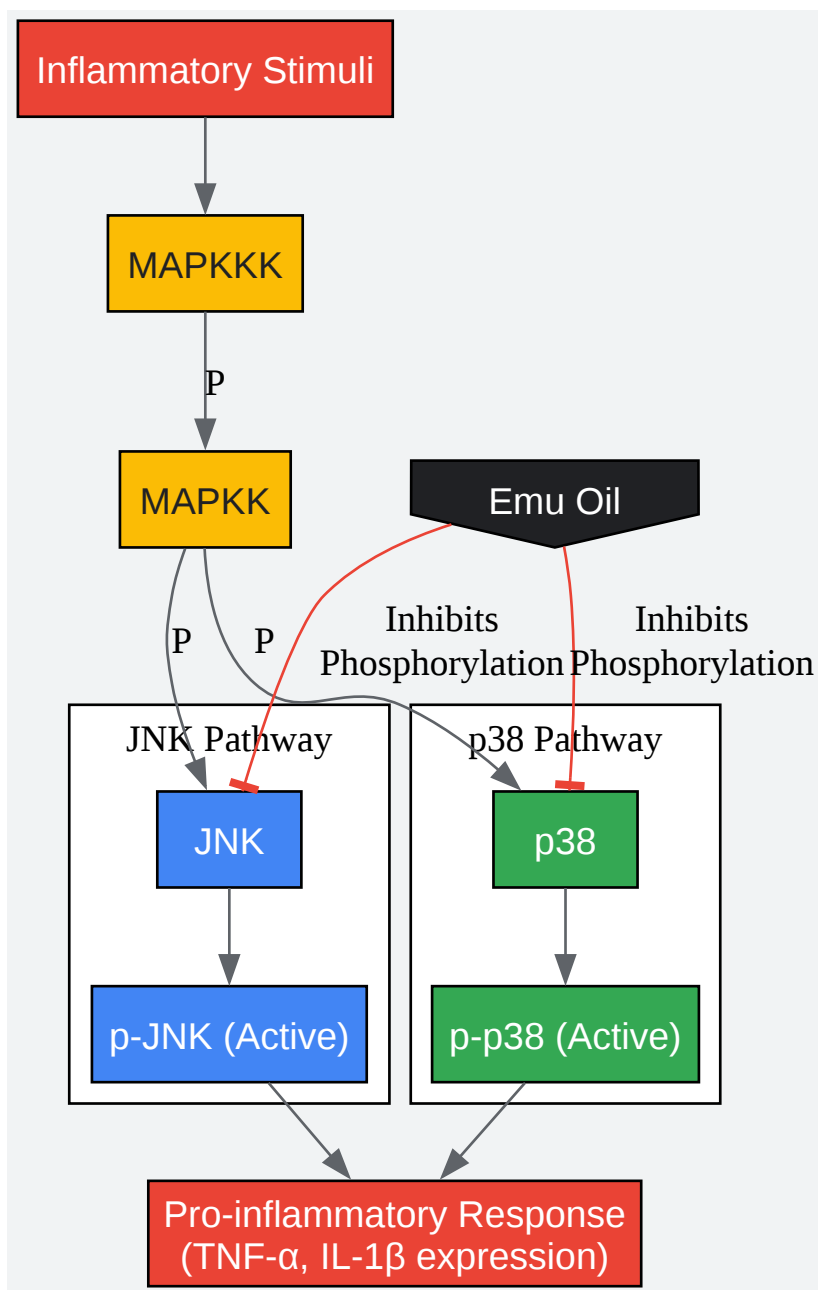 Inflammatory Stimuli
MAPKKK
P
MAPKK
Emu Oil
P
P
Inhibits
Phosphorylation
Inhibits
Phosphorylation
JNK Pathway
p38 Pathway
JNK
p38
p-JNK (Active)
p-p38 (Active)
Pro-inflammatory Response
(TNF-α, IL-1β expression)